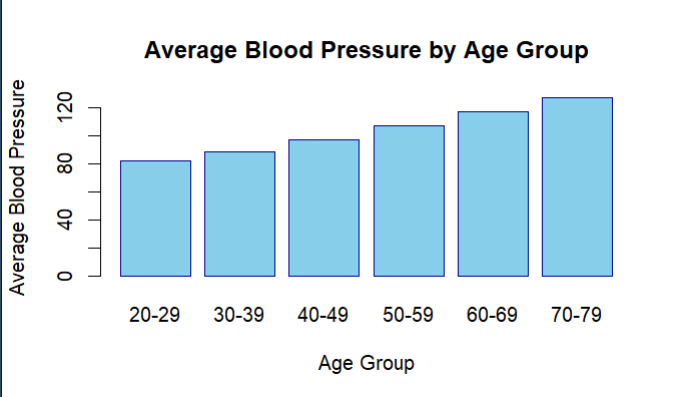 Average Blood Pressure by Age Group
Average Blood Pressure
120
80
40
0
20-29 30-39 40-49 50-59 60-69 70-79
Age Group